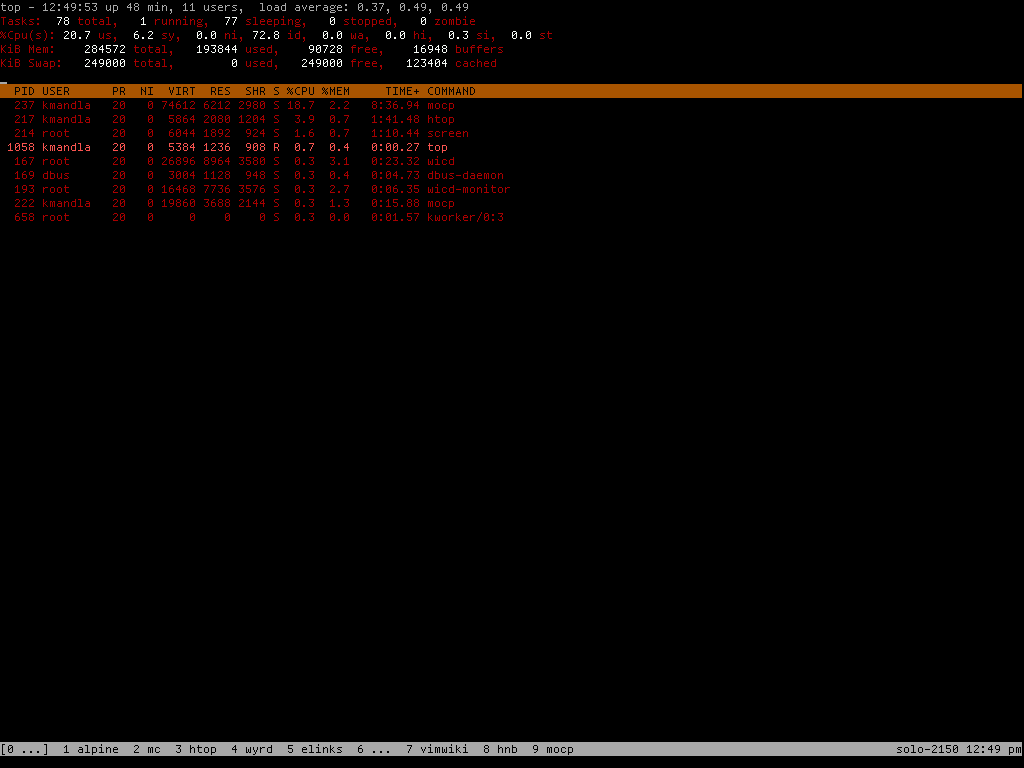 top - 12:49:53 up 48 min, 11 users,  load average: 0.37, 0.49, 0.49
Tasks:  78 total,   1 running,  77 sleeping,   0 stopped,   0 zombie
%Cpu(s): 20.7 us,  6.2 sy,  0.0 ni, 72.8 id,  0.0 wa,  0.0 hi,  0.3 si,  0.0 st
KiB Mem:   284572 total,   193844 used,    90728 free,    16948 buffers
KiB Swap:   249000 total,        0 used,   249000 free,   123404 cached
  PID USER      PR  NI  VIRT  RES  SHR S %CPU %MEM     TIME+ COMMAND
  237 kmandla   20   0 74612 6212 2980 S 18.7  2.2   8:36.94 mocp
  217 kmandla   20   0  5864 2080 1204 S  3.9  0.7   1:41.48 htop
  214 root      20   0  6044 1892  924 S  1.6  0.7   1:10.44 screen
 1058 kmandla   20   0  5384 1236  908 R  0.7  0.4   0:00.27 top
  167 root      20   0 26896 8964 3580 S  0.3  3.1   0:23.32 wicd
  169 dbus      20   0  3004 1128  948 S  0.3  0.4   0:04.73 dbus-daemon
  193 root      20   0 16468 7736 3576 S  0.3  2.7   0:06.35 wicd-monitor
  222 kmandla   20   0 19860 3688 2144 S  0.3  1.3   0:15.88 mocp
  658 root      20   0     0    0    0 S  0.3  0.0   0:01.57 kworker/0:3
[0 ...]  1 alpine  2 mc  3 htop  4 wyrd  5 elinks  6 ...  7 vimwiki  8 hnb  9 mocp  solo-2150 12:49 pm